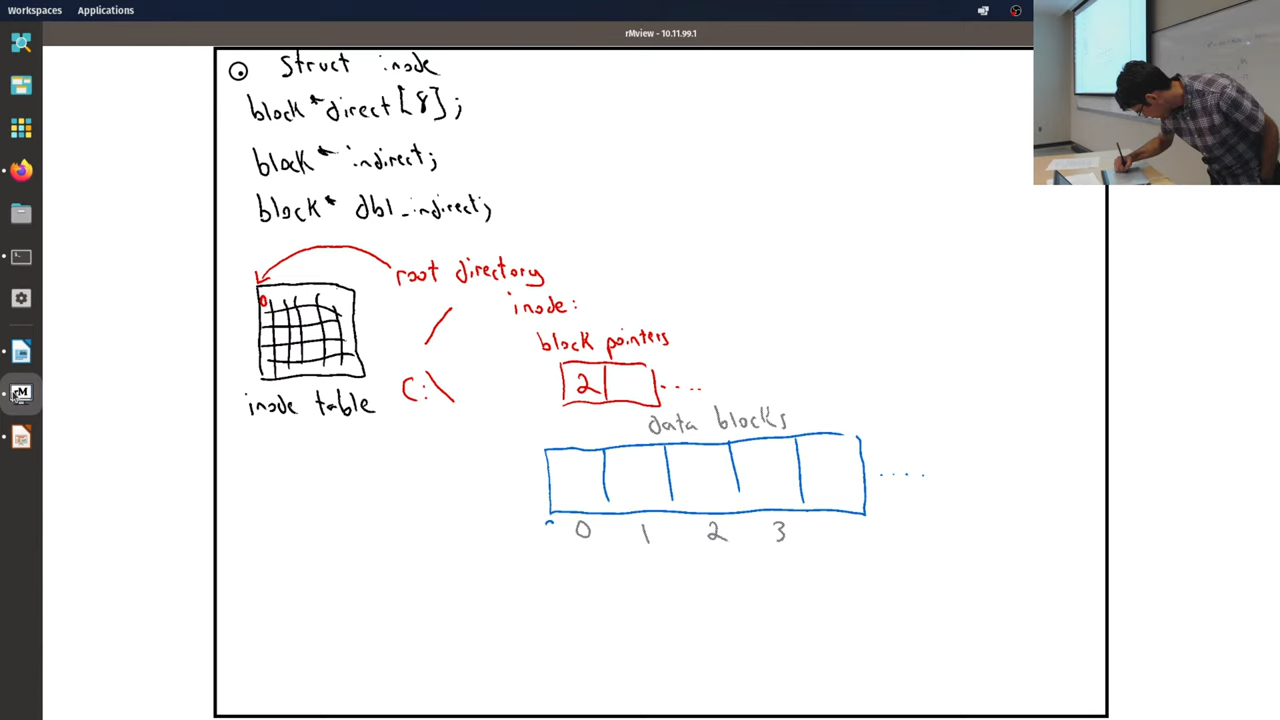 Workspaces Applications
rMview - 10.11.99.1
Struct inode
block * direct [8];
block * indirect;
block * dbl_indirect;
root directory
0
/
C:\
inode table
inode:
block pointers
2 ....
data blocks
....
0 1 2 3
M